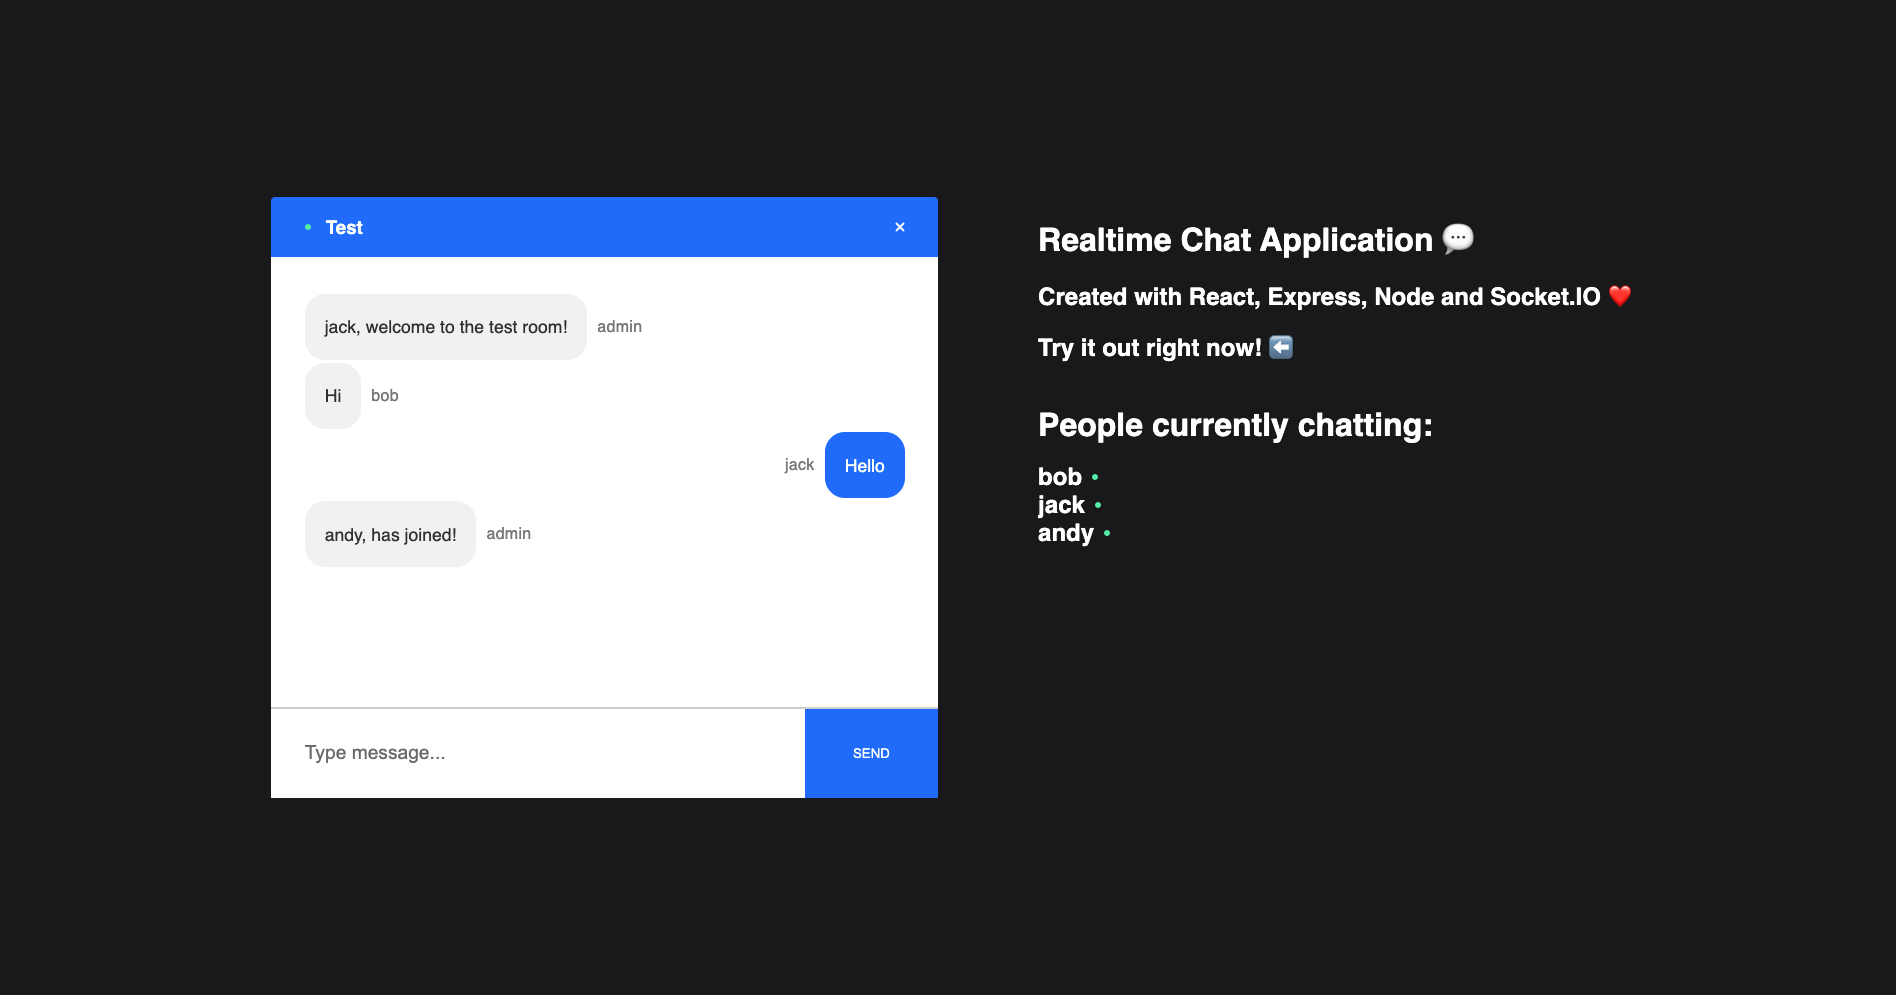 Test ×
jack, welcome to the test room! admin
Hi bob
jack Hello
andy, has joined! admin
Type message...
SEND
Realtime Chat Application 💬
Created with React, Express, Node and Socket.IO ❤️
Try it out right now! ⬅️
People currently chatting:
bob
jack
andy